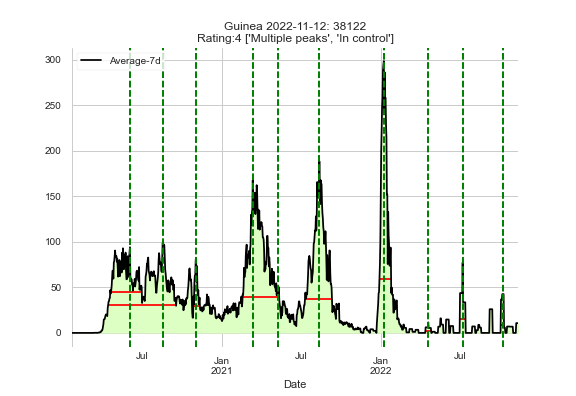 Guinea 2022-11-12: 38122
Rating:4 ['Multiple peaks', 'In control']
Average-7d
300
250
200
150
100
50
0
Jul
Jan
2021
Jul
Jan
2022
Jul
Date